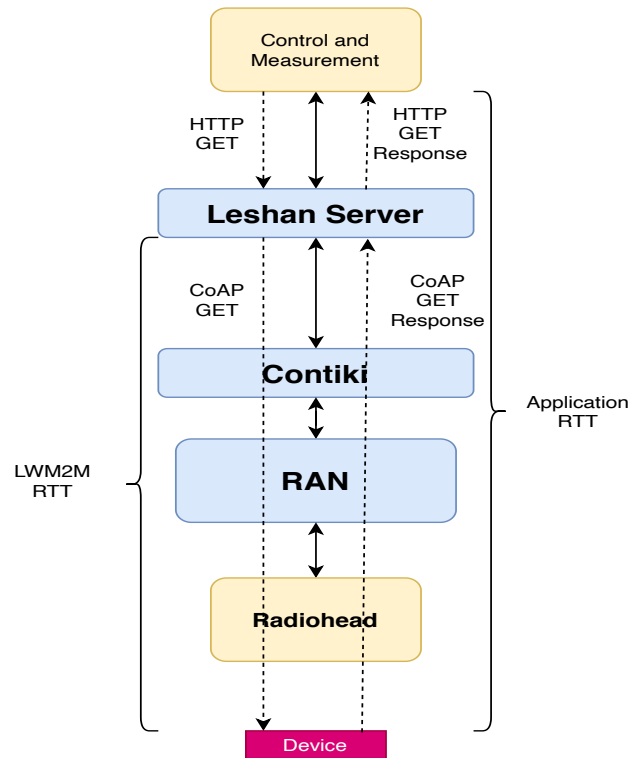 Control and
Measurement
HTTP
GET
HTTP
GET
Response
Leshan Server
CoAP
GET
CoAP
GET
Response
Contiki
Application
RTT
RAN
LWM2M
RTT
Radiohead
Device